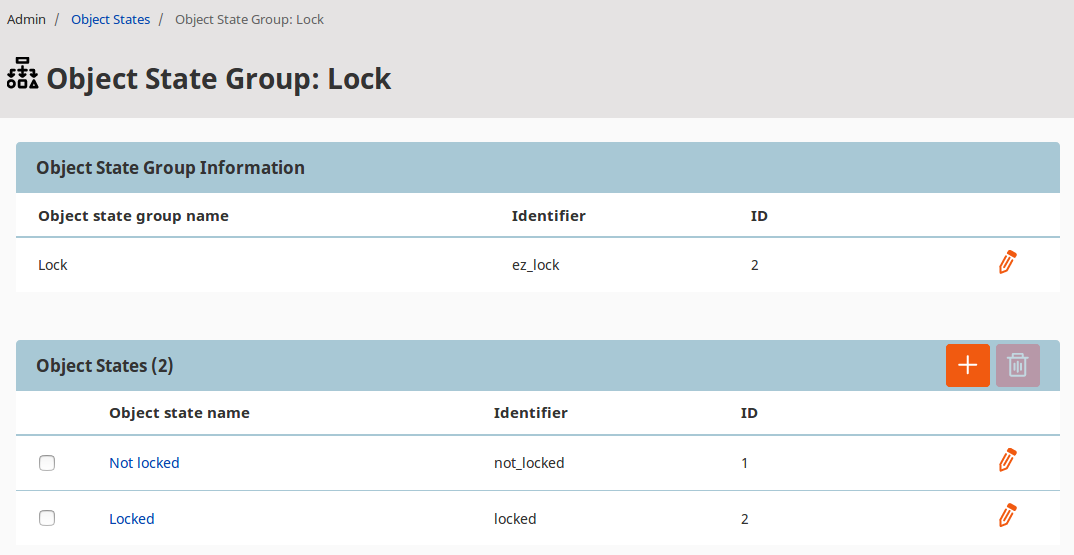 Admin / Object States / Object State Group: Lock
Object State Group: Lock
Object State Group Information
Object state group name Identifier ID
Lock ez_lock 2
Object States (2)
Object state name Identifier ID
Not locked not_locked 1
Locked locked 2